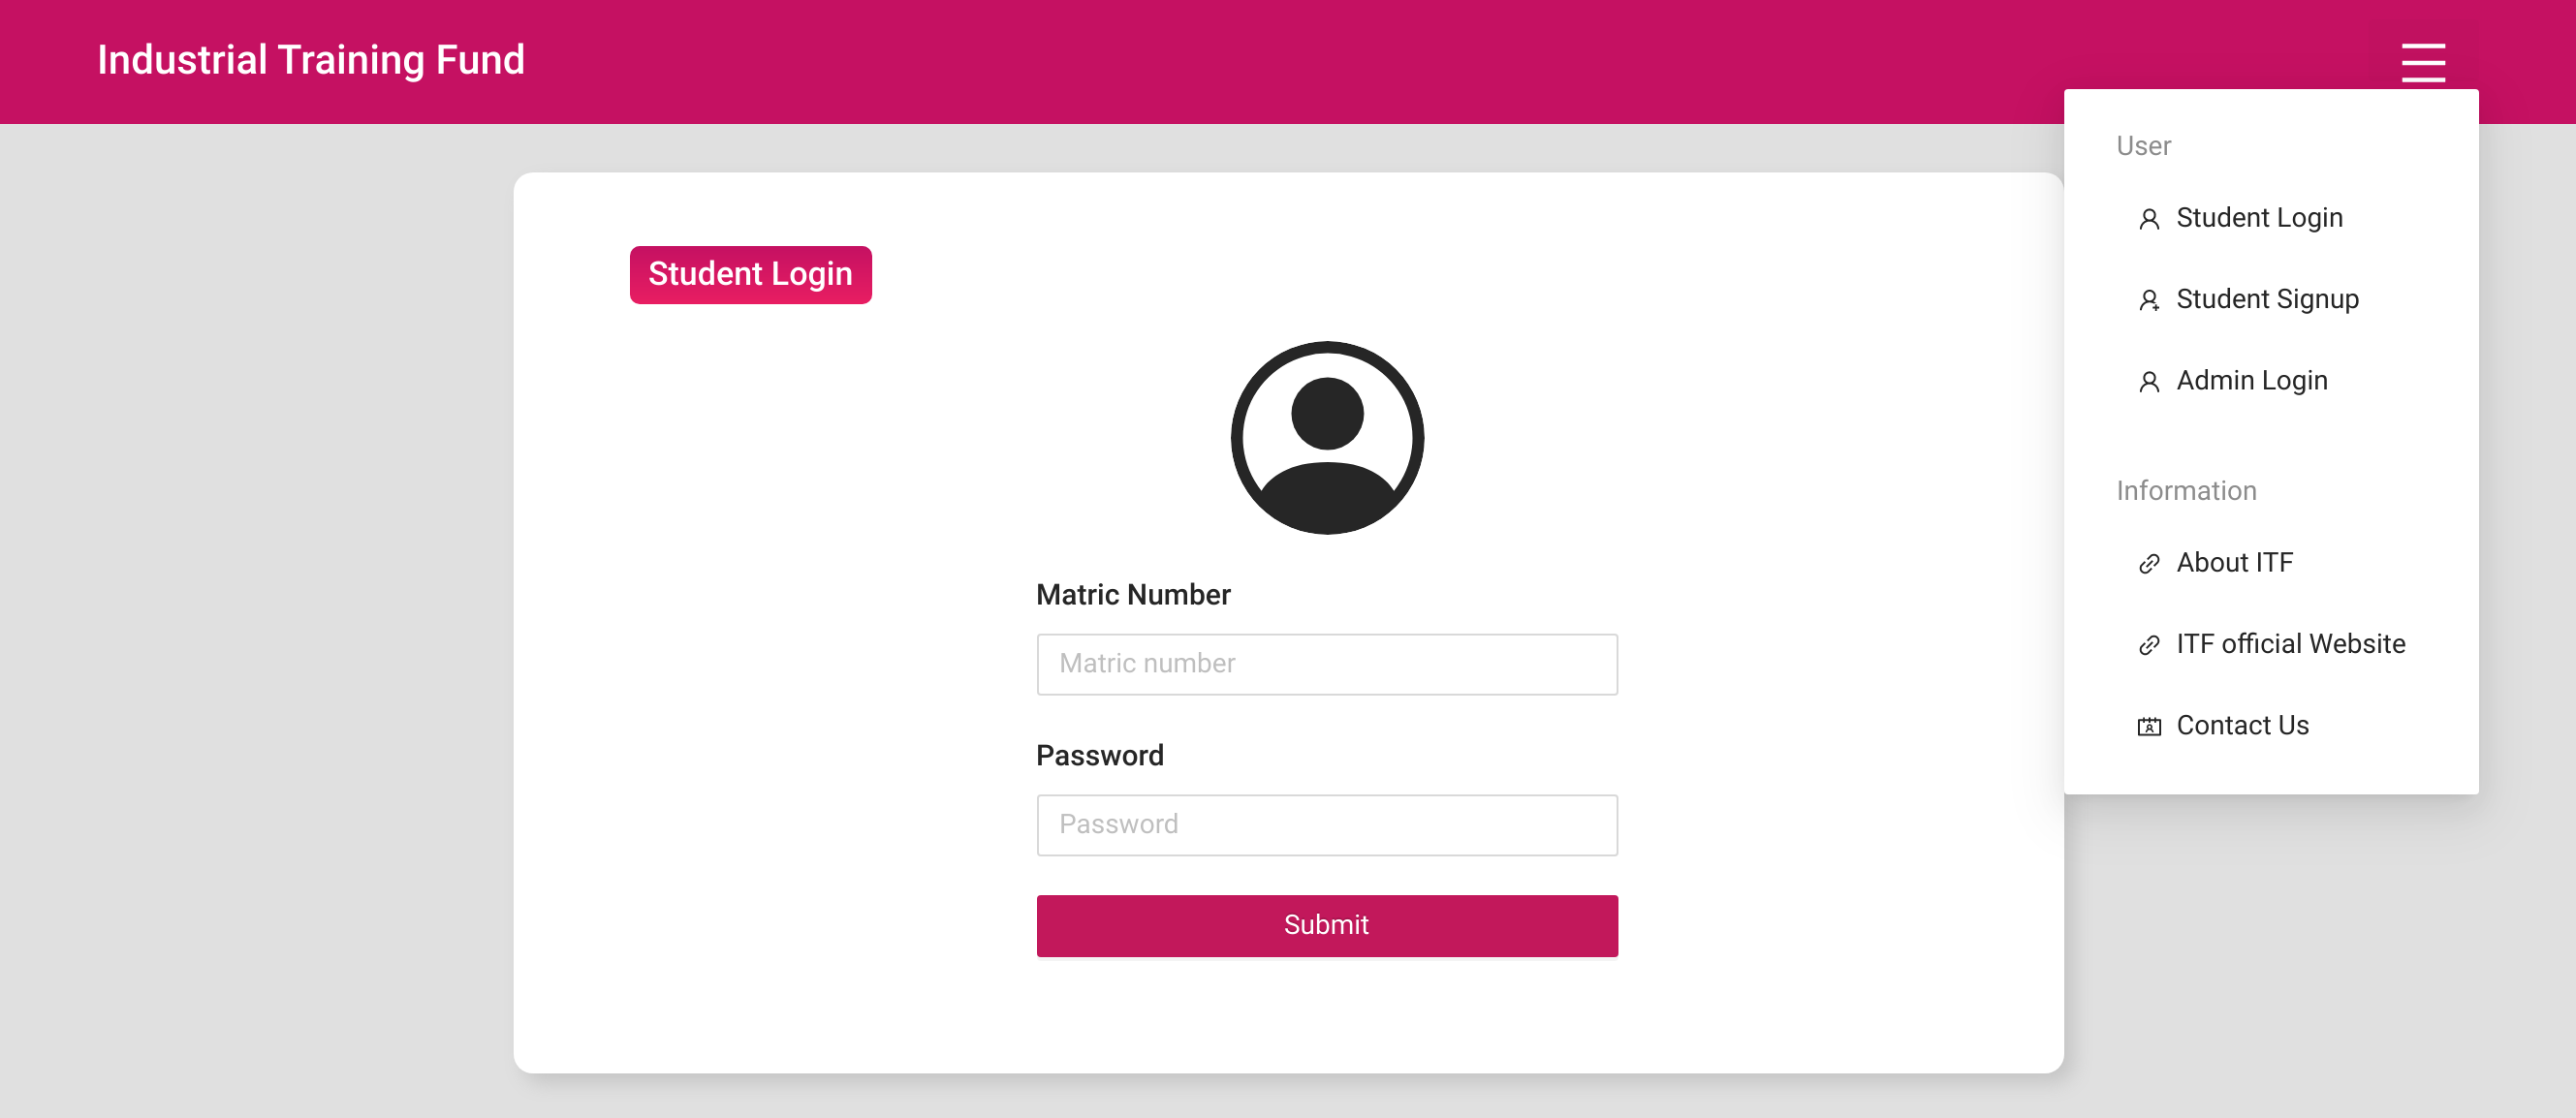 Industrial Training Fund
User
Student Login
Student Signup
Admin Login
Information
About ITF
ITF official Website
Contact Us
Student Login
Matric Number
Matric number
Password
Password
Submit